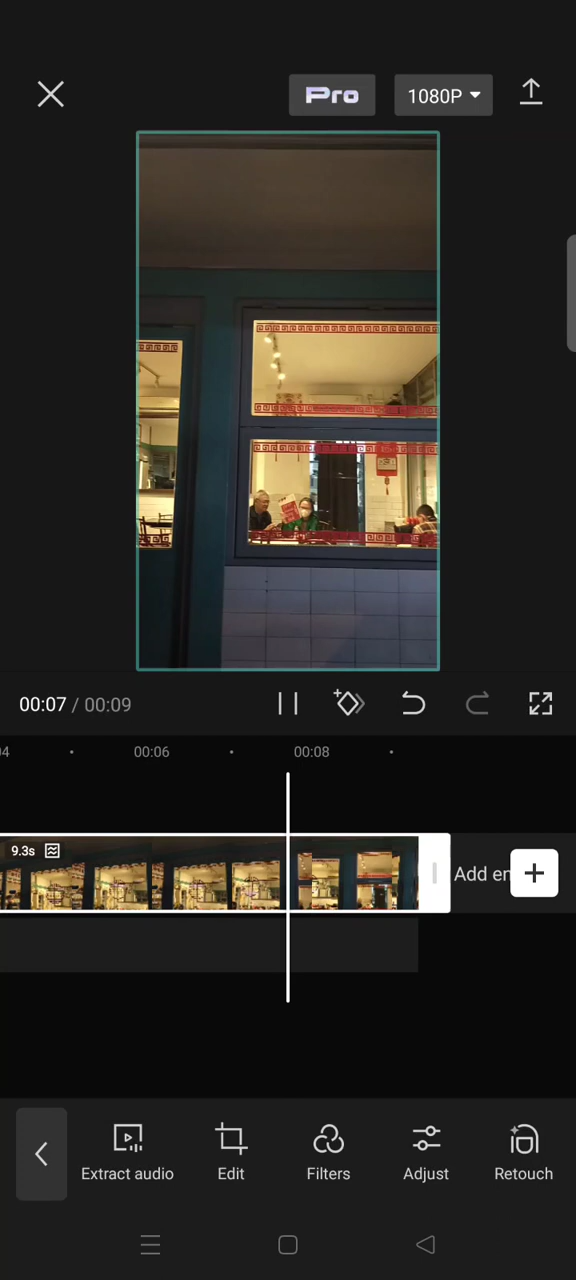 Pro
1080P
00:07 / 00:09
04 00:06 00:08
9.3s
Add en
Extract audio Edit Filters Adjust Retouch